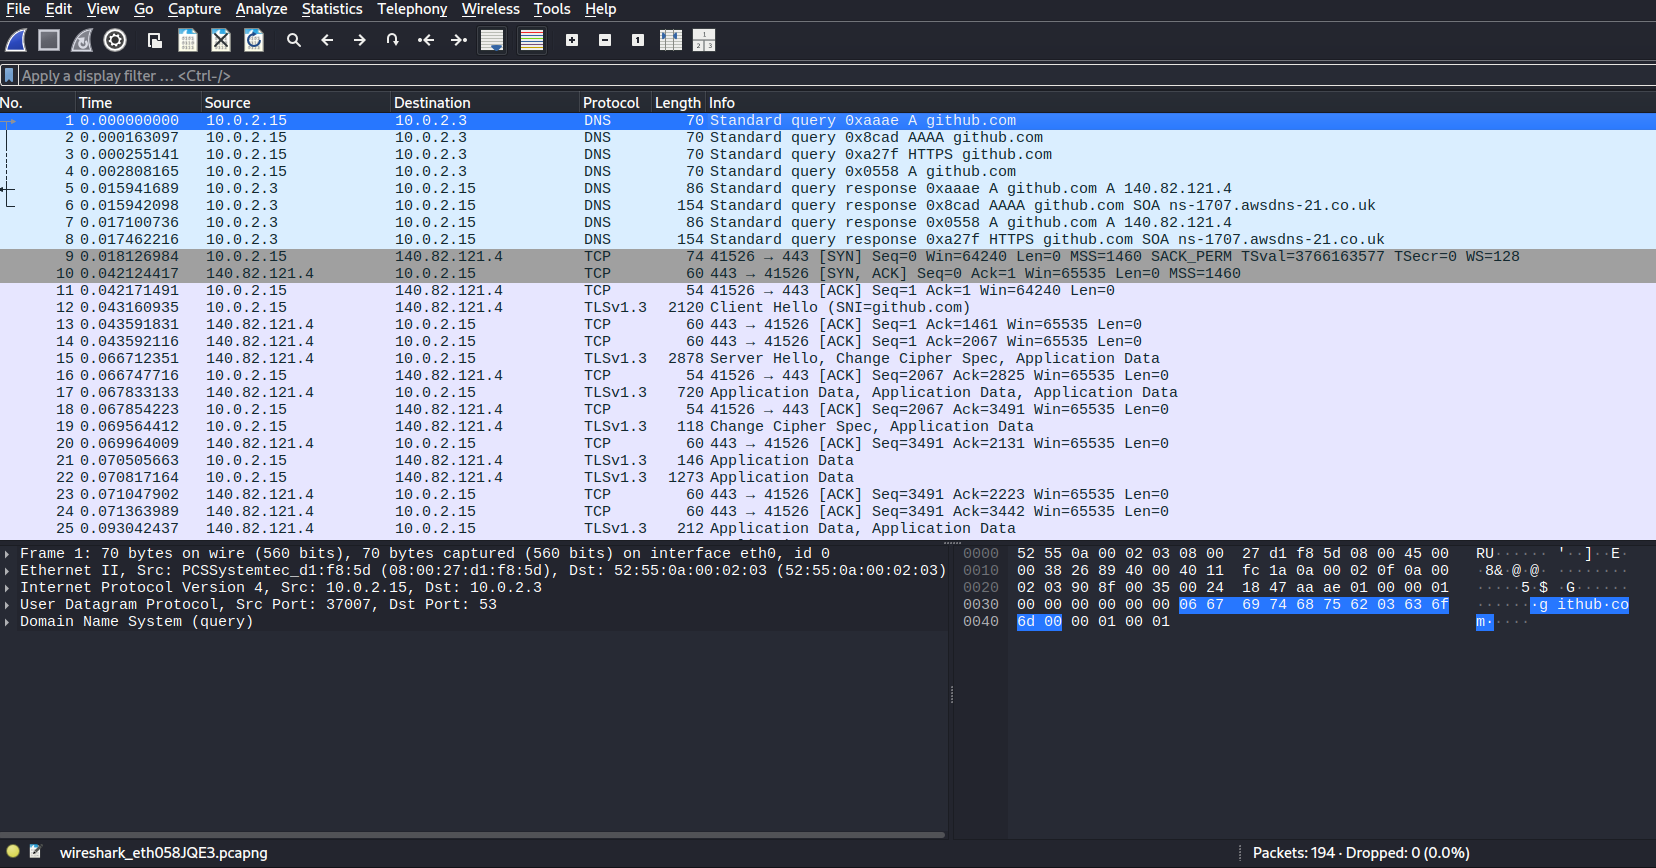 File Edit View Go Capture Analyze Statistics Telephony Wireless Tools Help
Apply a display filter … <Ctrl-/>
No. Time Source Destination Protocol Length Info
1 0.000000000 10.0.2.15 10.0.2.3 DNS 70 Standard query 0xaaae A github.com
2 0.000163097 10.0.2.15 10.0.2.3 DNS 70 Standard query 0x8cad AAAA github.com
3 0.000255141 10.0.2.15 10.0.2.3 DNS 70 Standard query 0xa27f HTTPS github.com
4 0.002808165 10.0.2.15 10.0.2.3 DNS 70 Standard query 0x0558 A github.com
5 0.015941689 10.0.2.3 10.0.2.15 DNS 86 Standard query response 0xaaae A github.com A 140.82.121.4
6 0.015942098 10.0.2.3 10.0.2.15 DNS 154 Standard query response 0x8cad AAAA github.com SOA ns-1707.awsdns-21.co.uk
7 0.017100736 10.0.2.3 10.0.2.15 DNS 86 Standard query response 0x0558 A github.com A 140.82.121.4
8 0.017462216 10.0.2.3 10.0.2.15 DNS 154 Standard query response 0xa27f HTTPS github.com SOA ns-1707.awsdns-21.co.uk
9 0.018126984 10.0.2.15 140.82.121.4 TCP 74 41526 → 443 [SYN] Seq=0 Win=64240 Len=0 MSS=1460 SACK_PERM TSval=3766163577 TSecr=0 WS=128
10 0.042124417 140.82.121.4 10.0.2.15 TCP 60 443 → 41526 [SYN, ACK] Seq=0 Ack=1 Win=65535 Len=0 MSS=1460
11 0.042171491 10.0.2.15 140.82.121.4 TCP 54 41526 → 443 [ACK] Seq=1 Ack=1 Win=64240 Len=0
12 0.043160935 10.0.2.15 140.82.121.4 TLSv1.3 2120 Client Hello (SNI=github.com)
13 0.043591831 140.82.121.4 10.0.2.15 TCP 60 443 → 41526 [ACK] Seq=1 Ack=1461 Win=65535 Len=0
14 0.043592116 140.82.121.4 10.0.2.15 TCP 60 443 → 41526 [ACK] Seq=1 Ack=2067 Win=65535 Len=0
15 0.066712351 140.82.121.4 10.0.2.15 TLSv1.3 2878 Server Hello, Change Cipher Spec, Application Data
16 0.066747716 10.0.2.15 140.82.121.4 TCP 54 41526 → 443 [ACK] Seq=2067 Ack=2825 Win=65535 Len=0
17 0.067833133 140.82.121.4 10.0.2.15 TLSv1.3 720 Application Data, Application Data, Application Data
18 0.067854223 10.0.2.15 140.82.121.4 TCP 54 41526 → 443 [ACK] Seq=2067 Ack=3491 Win=65535 Len=0
19 0.069564412 10.0.2.15 140.82.121.4 TLSv1.3 118 Change Cipher Spec, Application Data
20 0.069964009 140.82.121.4 10.0.2.15 TCP 60 443 → 41526 [ACK] Seq=3491 Ack=2131 Win=65535 Len=0
21 0.070505663 10.0.2.15 140.82.121.4 TLSv1.3 146 Application Data
22 0.070817164 10.0.2.15 140.82.121.4 TLSv1.3 1273 Application Data
23 0.071047902 140.82.121.4 10.0.2.15 TCP 60 443 → 41526 [ACK] Seq=3491 Ack=2223 Win=65535 Len=0
24 0.071363989 140.82.121.4 10.0.2.15 TCP 60 443 → 41526 [ACK] Seq=3491 Ack=3442 Win=65535 Len=0
25 0.093042437 140.82.121.4 10.0.2.15 TLSv1.3 212 Application Data, Application Data
Frame 1: 70 bytes on wire (560 bits), 70 bytes captured (560 bits) on interface eth0, id 0
Ethernet II, Src: PCSSystemtec_d1:f8:5d (08:00:27:d1:f8:5d), Dst: 52:55:0a:00:02:03 (52:55:0a:00:02:03)
Internet Protocol Version 4, Src: 10.0.2.15, Dst: 10.0.2.3
User Datagram Protocol, Src Port: 37007, Dst Port: 53
Domain Name System (query)
0000 52 55 0a 00 02 03 08 00 27 d1 f8 5d 08 00 45 00 RU······ '··]··E·
0010 00 38 26 89 40 00 40 11 fc 1a 0a 00 02 0f 0a 00 ·8&·@·@· ········
0020 02 03 90 8f 00 35 00 24 18 47 aa ae 01 00 00 01 ·····5·$ ·G······
0030 00 00 00 00 00 00 06 67 69 74 68 75 62 03 63 6f ·······g ithub·co
0040 6d 00 00 01 00 01 m·····
wireshark_eth058JQE3.pcapng
Packets: 194 · Dropped: 0 (0.0%)